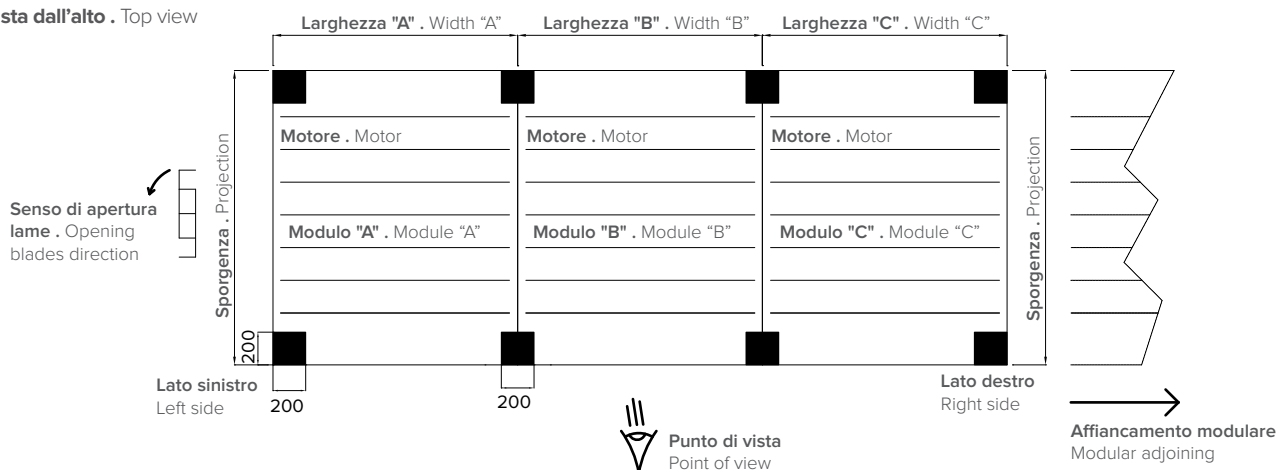 sta dall’alto . Top view
Larghezza "A" . Width “A”
Larghezza "B" . Width “B”
Larghezza "C" . Width “C”
Motore . Motor
Motore . Motor
Motore . Motor
Sporgenza . Projection
Sporgenza . Projection
Senso di apertura
lame . Opening
blades direction
Modulo "A" . Module “A”
Modulo "B" . Module “B”
Modulo "C" . Module “C”
200
Lato sinistro
Left side
200
200
Lato destro
Right side
Punto di vista
Point of view
Affiancamento modulare
Modular adjoining